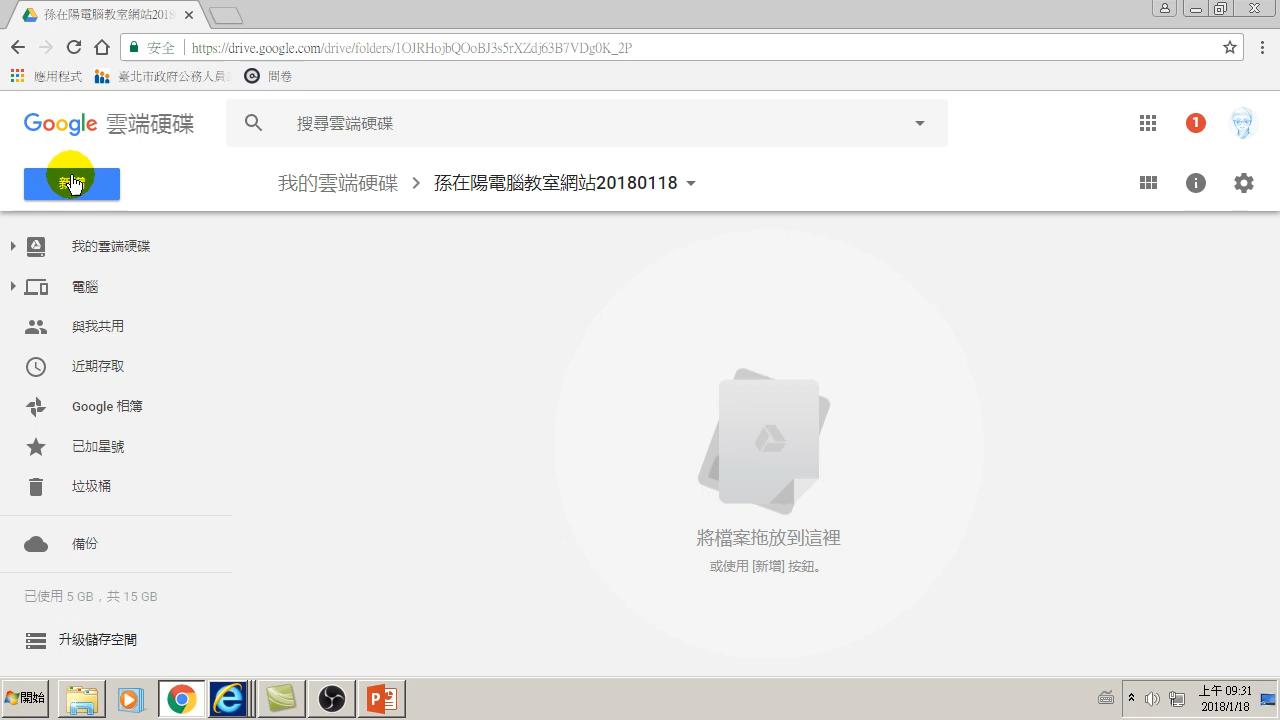 孫在陽電腦教室網站201
安全
https://drive.google.com/drive/folders/1OJRHojbQOoBJ3s5rXZdj63B7VDg0K_2P
應用程式
臺北市政府公務人員
問卷
Google 雲端硬碟
搜尋雲端硬碟
1
我的雲端硬碟
孫在陽電腦教室網站20180118
我的雲端硬碟
電腦
與我共用
近期存取
Google 相簿
已加星號
垃圾桶
備份
已使用 5 GB，共 15 GB
升級儲存空間
將檔案拖放到這裡
或使用 [新增] 按鈕。
開始
上午 09:31
2018/1/18